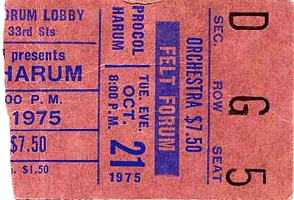 ORUM LOBBY
33rd Sts
presents
HARUM
:00 P. M.
1975
$7.50
$1.50
PROCOL
HARUM
TUE. EVE.
8:00 P.M.
OCT.
21
1975
FELT FORUM
ORCHESTRA $7.50
SEC. ROW SEAT
D G 5